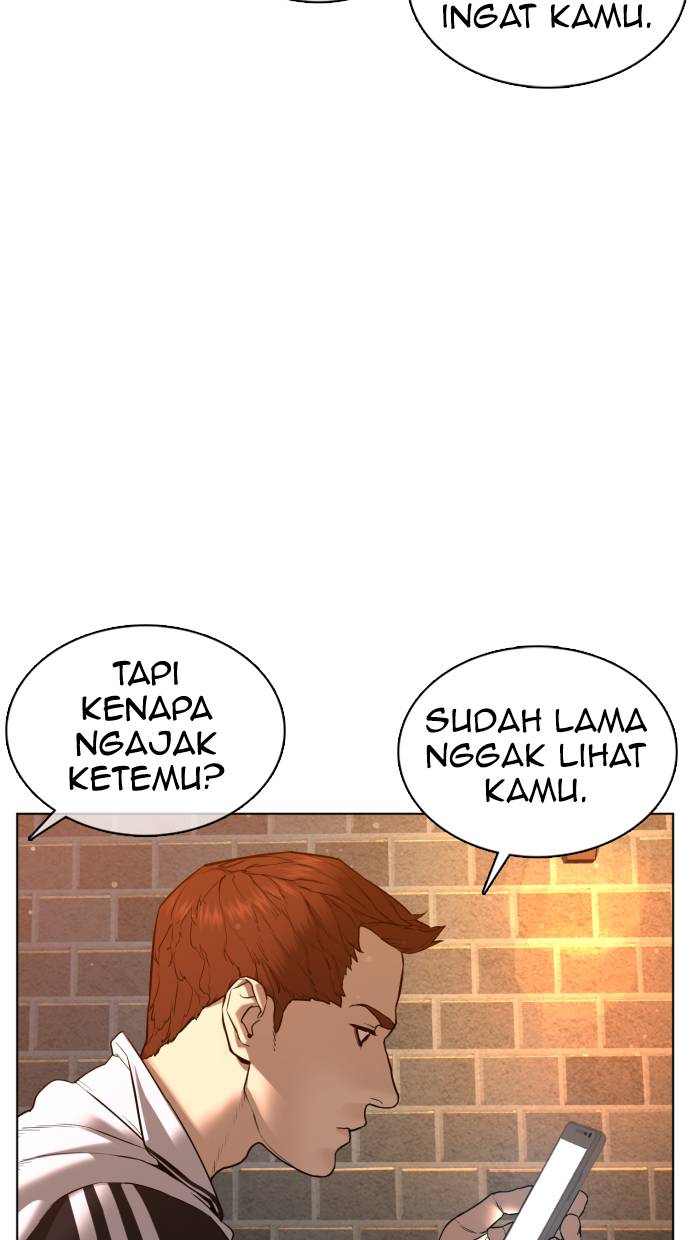 INGAT KAMU.
TAPI
KENAPA
NGAJAK
KETEMU?
SUDAH LAMA
NGGAK LIHAT
KAMU.